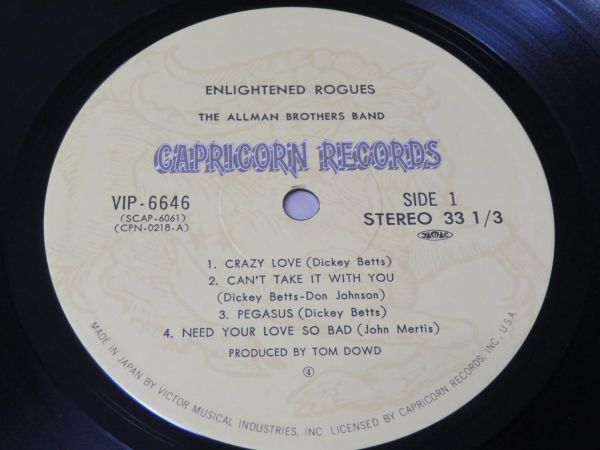 ENLIGHTENED ROGUES
THE ALLMAN BROTHERS BAND
CAPRICORN RECORDS
VIP-6646
(SCAP-6061)
(CPN-0218-A)
SIDE 1
STEREO 33 1/3
JASRAC
1. CRAZY LOVE (Dickey Betts)
2. CAN'T TAKE IT WITH YOU
(Dickey Betts-Don Johnson)
3. PEGASUS (Dickey Betts)
4. NEED YOUR LOVE SO BAD (John Mertis)
PRODUCED BY TOM DOWD
④
MADE IN JAPAN BY VICTOR MUSICAL INDUSTRIES, INC. LICENSED BY CAPRICORN RECORDS, INC. U.S.A.